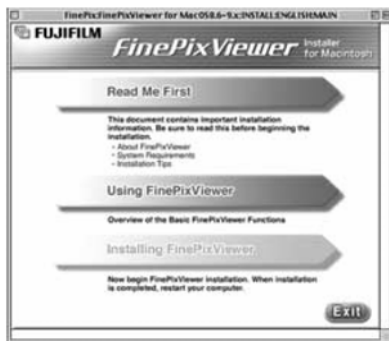 FinePix:FinePixViewer for Mac OS8.6-9.x:INSTALL:ENGLISH:MAIN
FUJIFILM
FinePixViewer Installer for Macintosh
Read Me First
This document contains important installation
information. Be sure to read this before beginning the
installation.
- About FinePixViewer
- System Requirements
- Installation Tips
Using FinePixViewer
Overview of the Basic FinePixViewer Functions
Installing FinePixViewer
Now begin FinePixViewer installation. When installation
is completed, restart your computer.
Exit